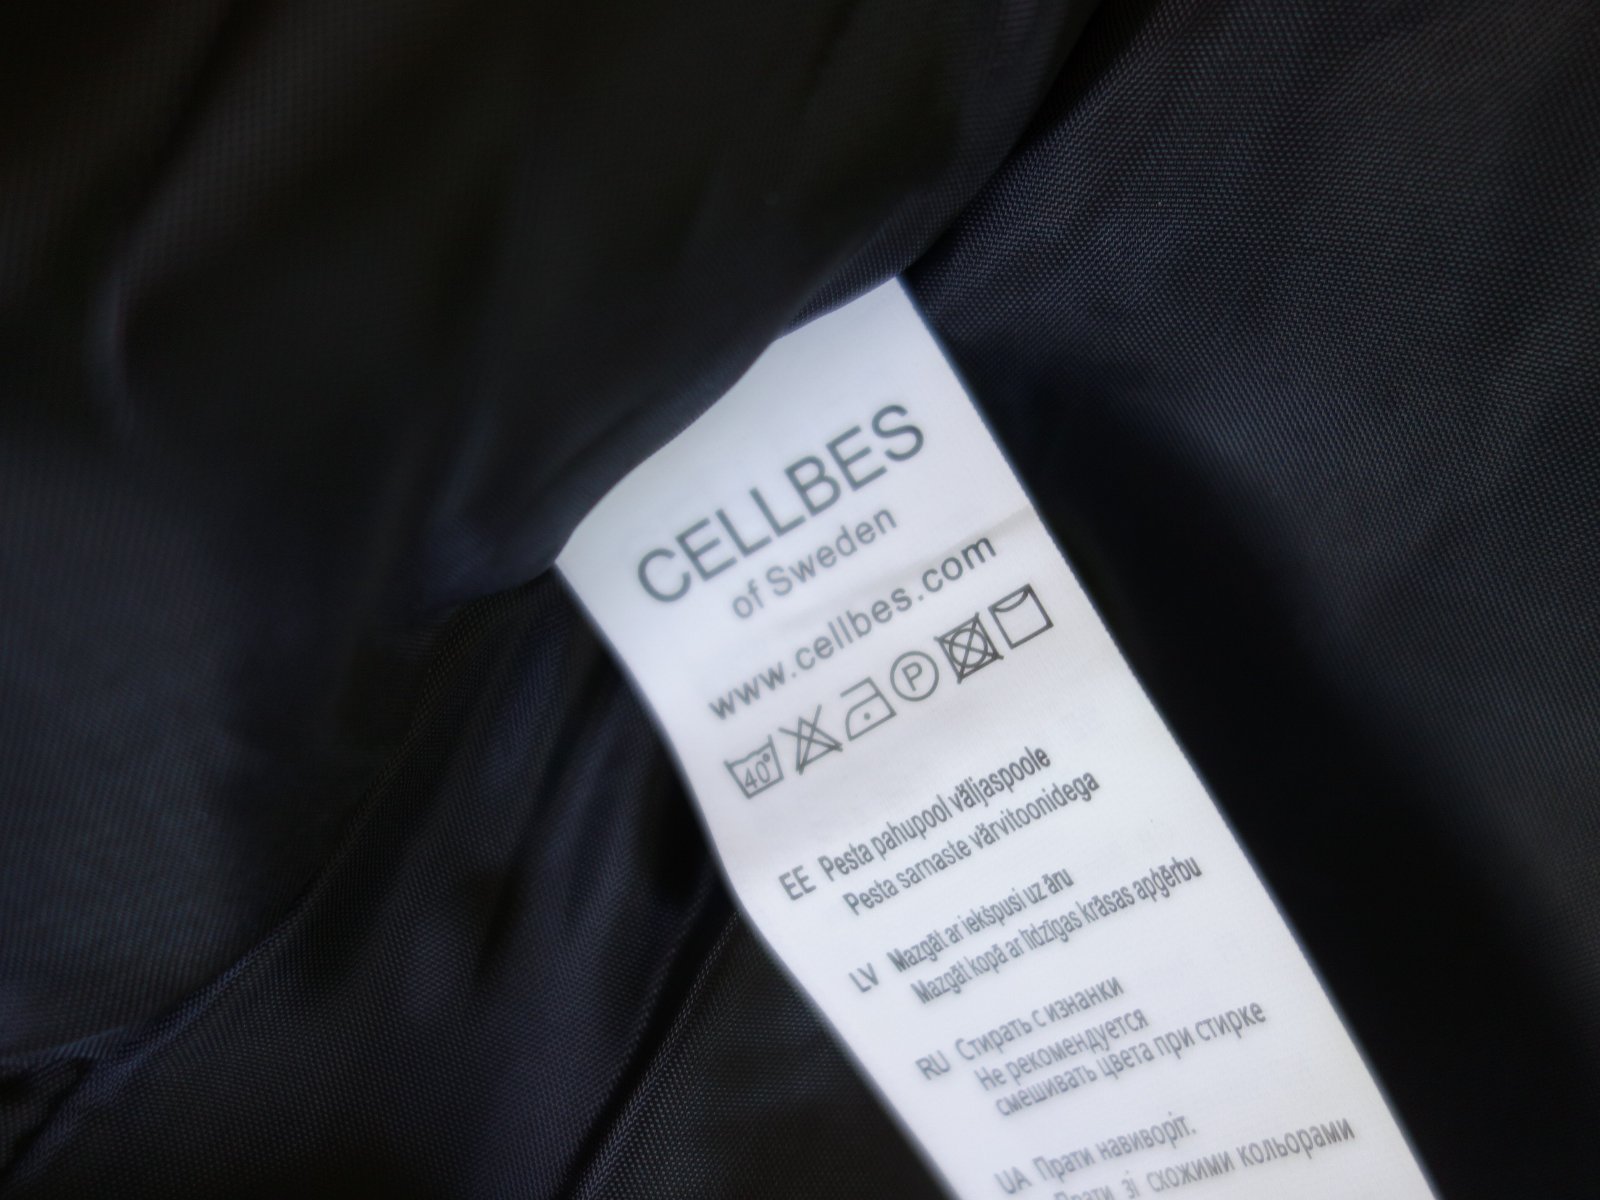 CELLBES
of Sweden
www.cellbes.com
40°
P
EE Pesta pahupool väljaspoole
Pesta sarnaste värvitoonidega
LV Mazgāt ar iekšpusi uz āru
Mazgāt kopā ar līdzīgas krāsas apģērbu
RU Стирать с изнанки
Не рекомендуется
смешивать цвета при стирке
UA Прати навиворіт.
Прати зі схожими кольорами